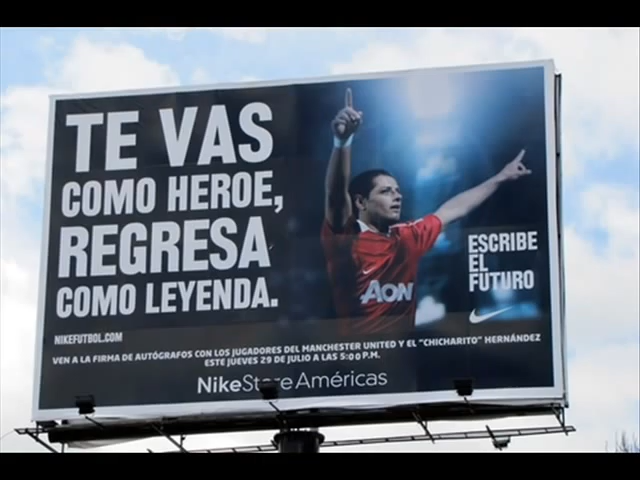 TE VAS
COMO HEROE,
REGRESA
COMO LEYENDA.
ESCRIBE
EL
FUTURO
AON
NIKEFUTBOL.COM
VEN A LA FIRMA DE AUTÓGRAFOS CON LOS JUGADORES DEL MANCHESTER UNITED Y EL "CHICHARITO" HERNÁNDEZ
ESTE JUEVES 29 DE JULIO A LAS 5:00 P.M.
NikeStore Américas